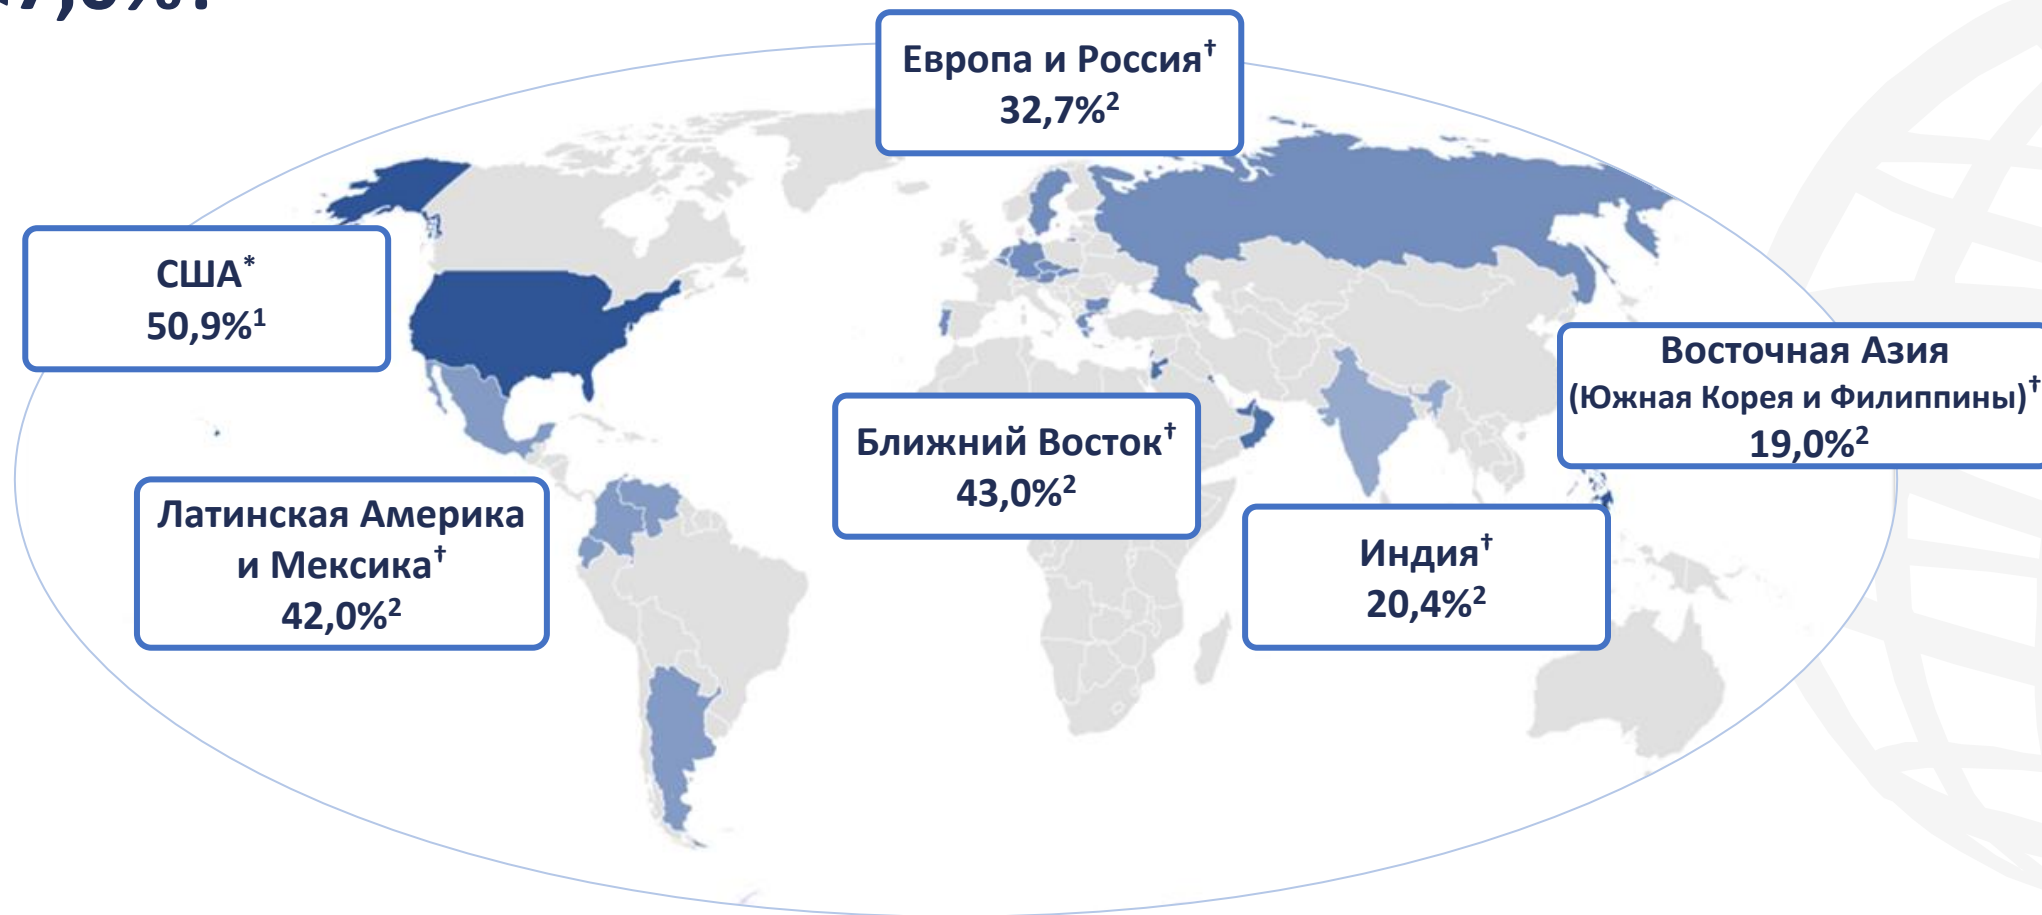 Европа и Россия†
32,7%²
США*
50,9%¹
Восточная Азия
(Южная Корея и Филиппины)†
19,0%²
Ближний Восток†
43,0%²
Латинская Америка
и Мексика†
42,0%²
Индия†
20,4%²